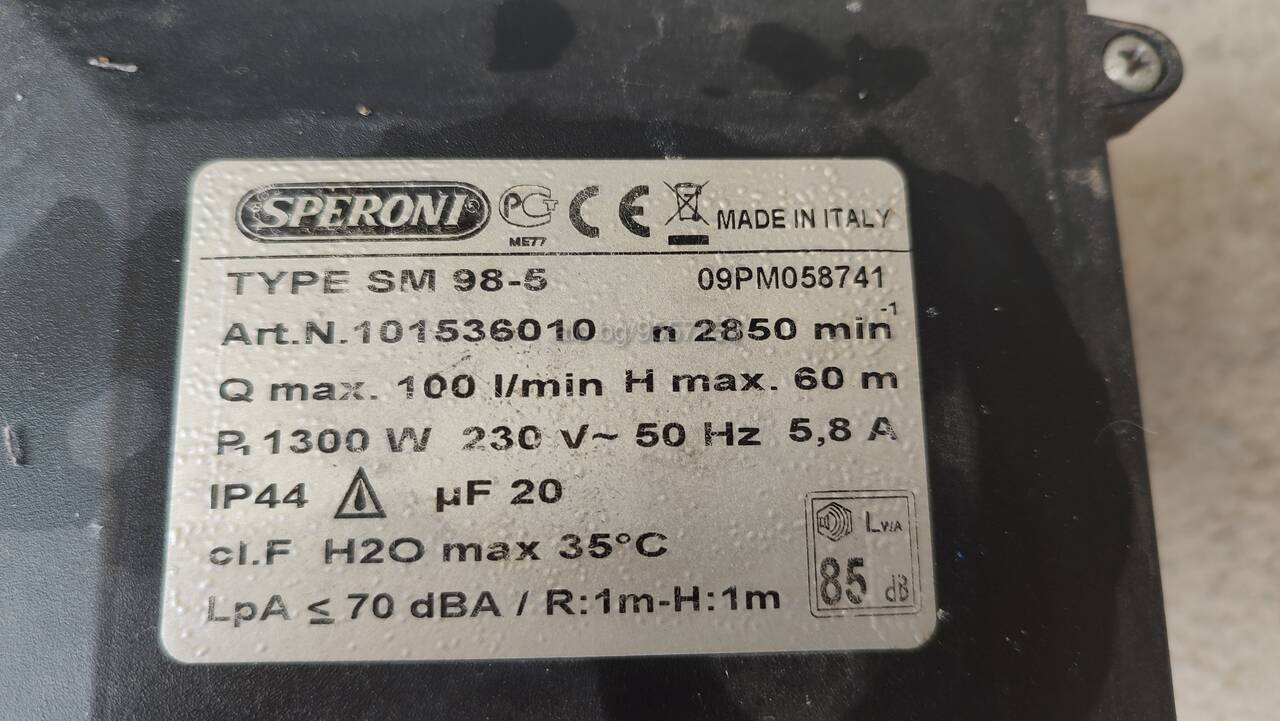 SPERONI PCT ME77 CE MADE IN ITALY
TYPE SM 98-5 09PM058741
Art.N.101536010 n 2850 min-1
Q max. 100 l/min H max. 60 m
P1 1300 W 230 V~ 50 Hz 5,8 A
IP44 µF 20
cl.F H2O max 35°C
LpA ≤ 70 dBA / R:1m-H:1m
LWA
85 dB